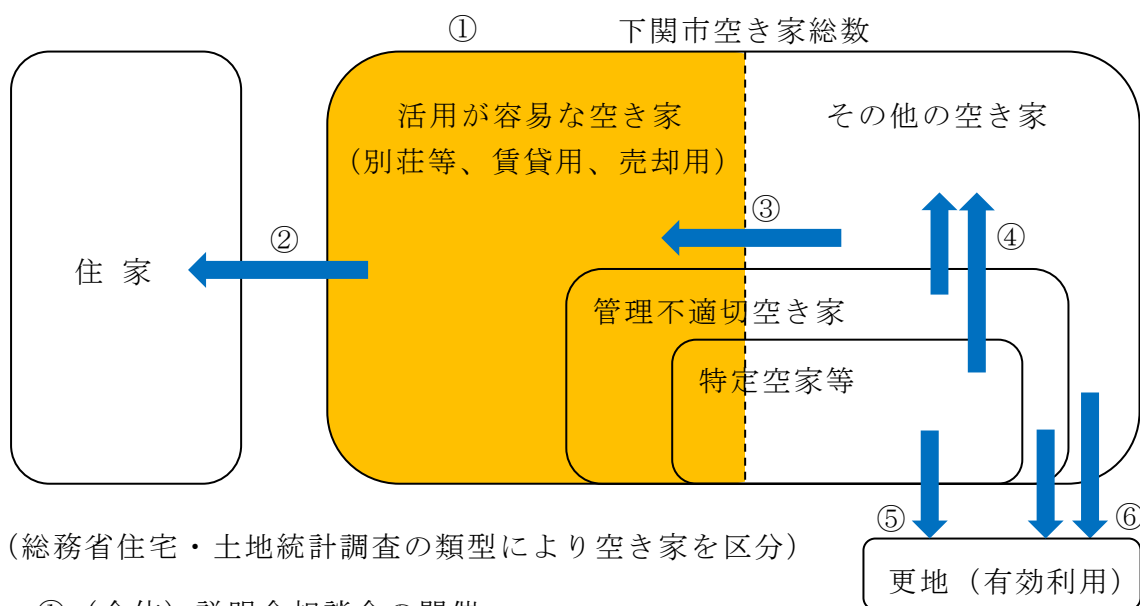 ① 下関市空き家総数
活用が容易な空き家
(別荘等、賃貸用、売却用)
その他の空き家
③
②
④
住 家
管理不適切空き家
特定空家等
⑤
⑥
(総務省住宅・土地統計調査の類型により空き家を区分)
更地(有効利用)